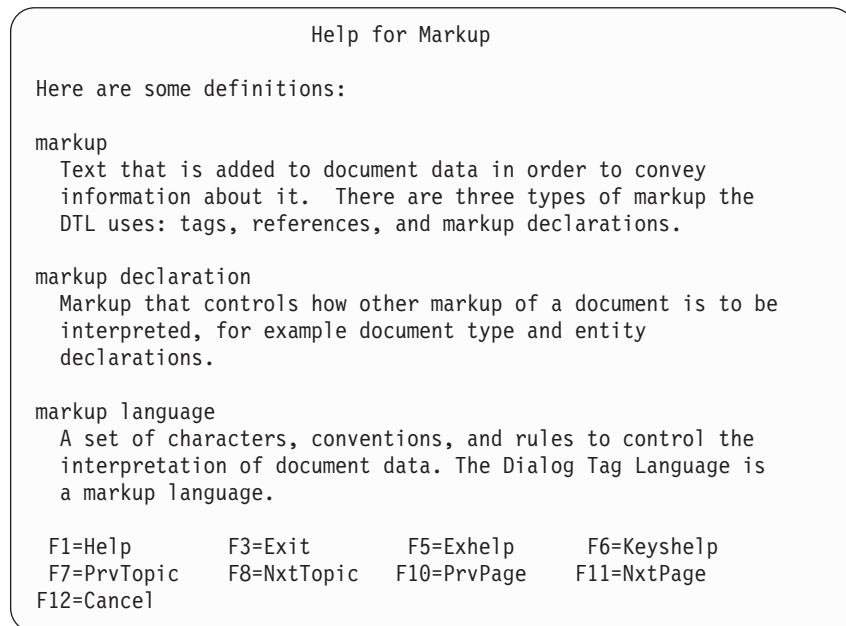 Help for Markup
Here are some definitions:
markup
Text that is added to document data in order to convey
information about it.  There are three types of markup the
DTL uses: tags, references, and markup declarations.
markup declaration
Markup that controls how other markup of a document is to be
interpreted, for example document type and entity
declarations.
markup language
A set of characters, conventions, and rules to control the
interpretation of document data. The Dialog Tag Language is
a markup language.
F1=Help F3=Exit F5=Exhelp F6=Keyshelp
F7=PrvTopic F8=NxtTopic F10=PrvPage F11=NxtPage
F12=Cancel